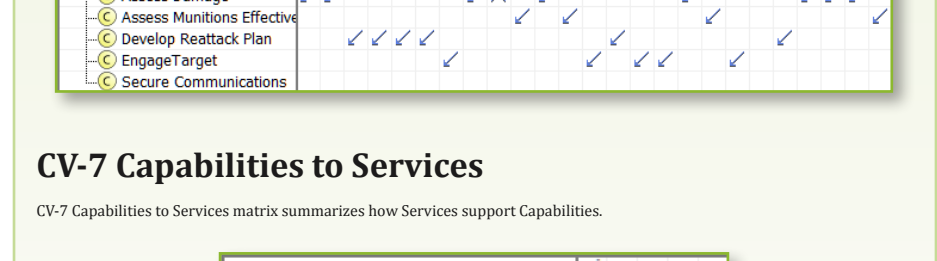 C Assess Munitions Effective
C Develop Reattack Plan
C EngageTarget
C Secure Communications
CV-7 Capabilities to Services
CV-7 Capabilities to Services matrix summarizes how Services support Capabilities.